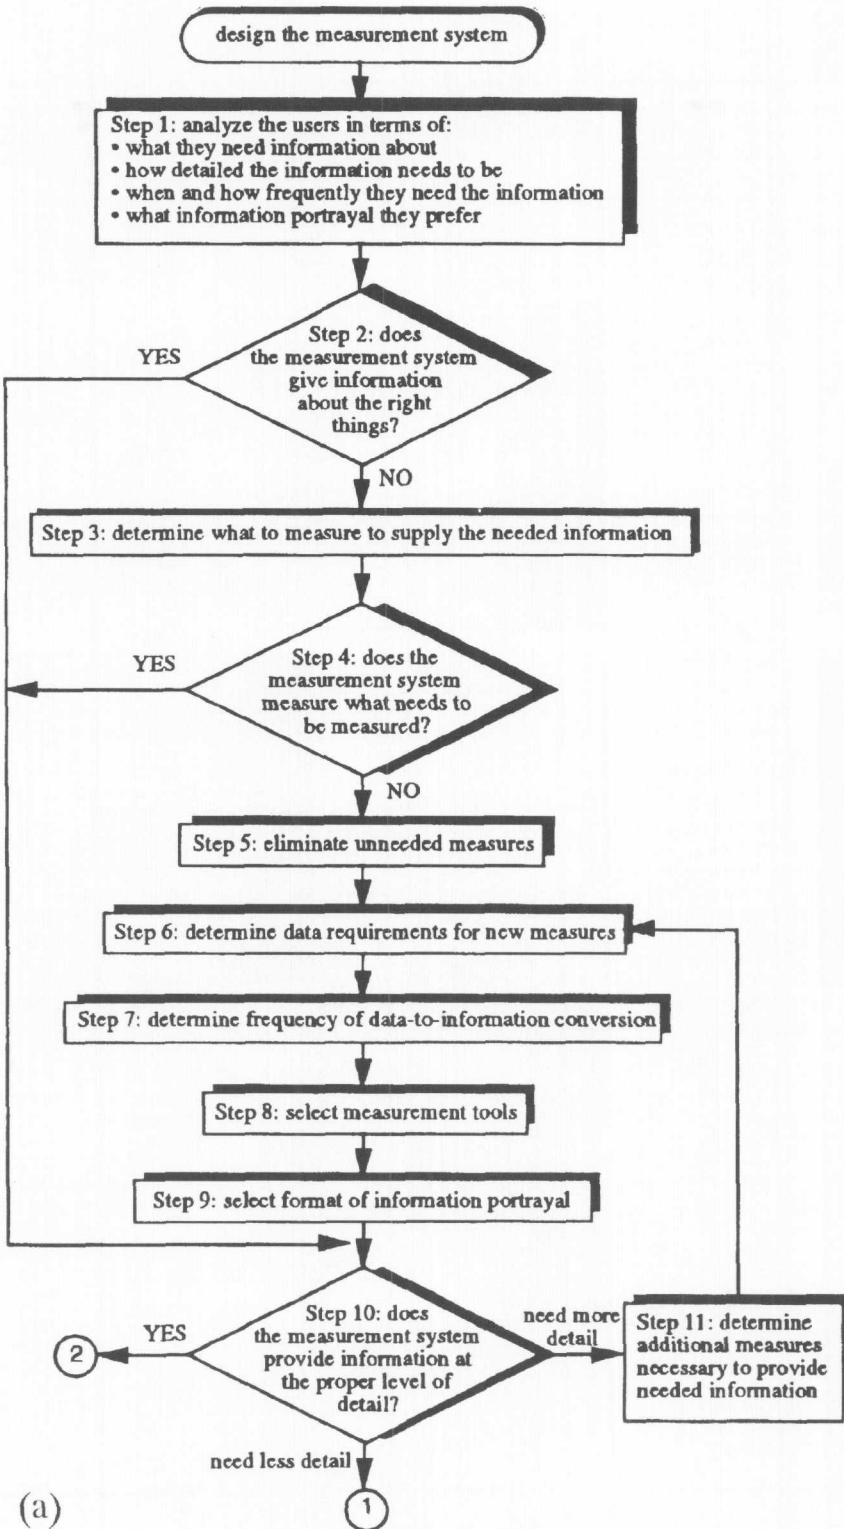 design the measurement system
Step 1: analyze the users in terms of:
• what they need information about
• how detailed the information needs to be
• when and how frequently they need the information
• what information portrayal they prefer
Step 2: does
the measurement system
give information
about the right
things?
YES
NO
Step 3: determine what to measure to supply the needed information
Step 4: does the
measurement system
measure what needs to
be measured?
YES
NO
Step 5: eliminate unneeded measures
Step 6: determine data requirements for new measures
Step 7: determine frequency of data-to-information conversion
Step 8: select measurement tools
Step 9: select format of information portrayal
Step 10: does
the measurement system
provide information at
the proper level of
detail?
YES
2
need more
detail
Step 11: determine
additional measures
necessary to provide
needed information
need less detail
1
(a)